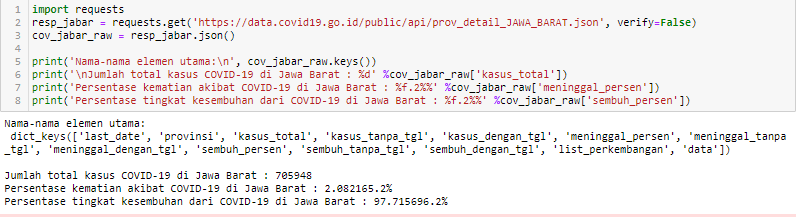 1 import requests
2 resp_jabar = requests.get('https://data.covid19.go.id/public/api/prov_detail_JAWA_BARAT.json', verify=False)
3 cov_jabar_raw = resp_jabar.json()
4
5 print('Nama-nama elemen utama:\n', cov_jabar_raw.keys())
6 print('\nJumlah total kasus COVID-19 di Jawa Barat : %d' %cov_jabar_raw['kasus_total'])
7 print('Persentase kematian akibat COVID-19 di Jawa Barat : %f.2%%' %cov_jabar_raw['meninggal_persen'])
8 print('Persentase tingkat kesembuhan dari COVID-19 di Jawa Barat : %f.2%%' %cov_jabar_raw['sembuh_persen'])
Nama-nama elemen utama:
dict_keys(['last_date', 'provinsi', 'kasus_total', 'kasus_tanpa_tgl', 'kasus_dengan_tgl', 'meninggal_persen', 'meninggal_tanpa
_tgl', 'meninggal_dengan_tgl', 'sembuh_persen', 'sembuh_tanpa_tgl', 'sembuh_dengan_tgl', 'list_perkembangan', 'data'])
Jumlah total kasus COVID-19 di Jawa Barat : 705948
Persentase kematian akibat COVID-19 di Jawa Barat : 2.082165.2%
Persentase tingkat kesembuhan dari COVID-19 di Jawa Barat : 97.715696.2%